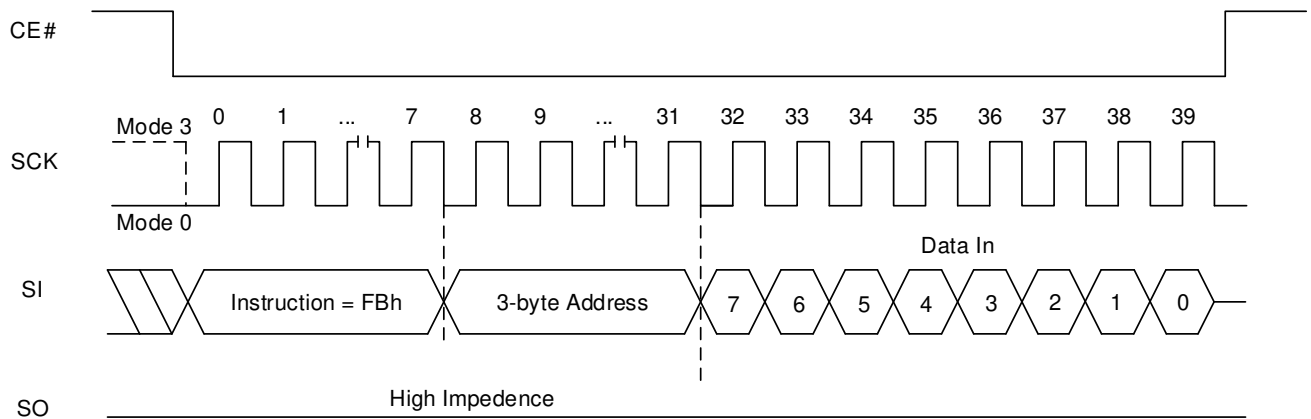 CE#
Mode 3
0 1 ... 7 8 9 ... 31 32 33 34 35 36 37 38 39
SCK
Mode 0
Data In
SI
Instruction = FBh 3-byte Address 7 6 5 4 3 2 1 0
High Impedence
SO